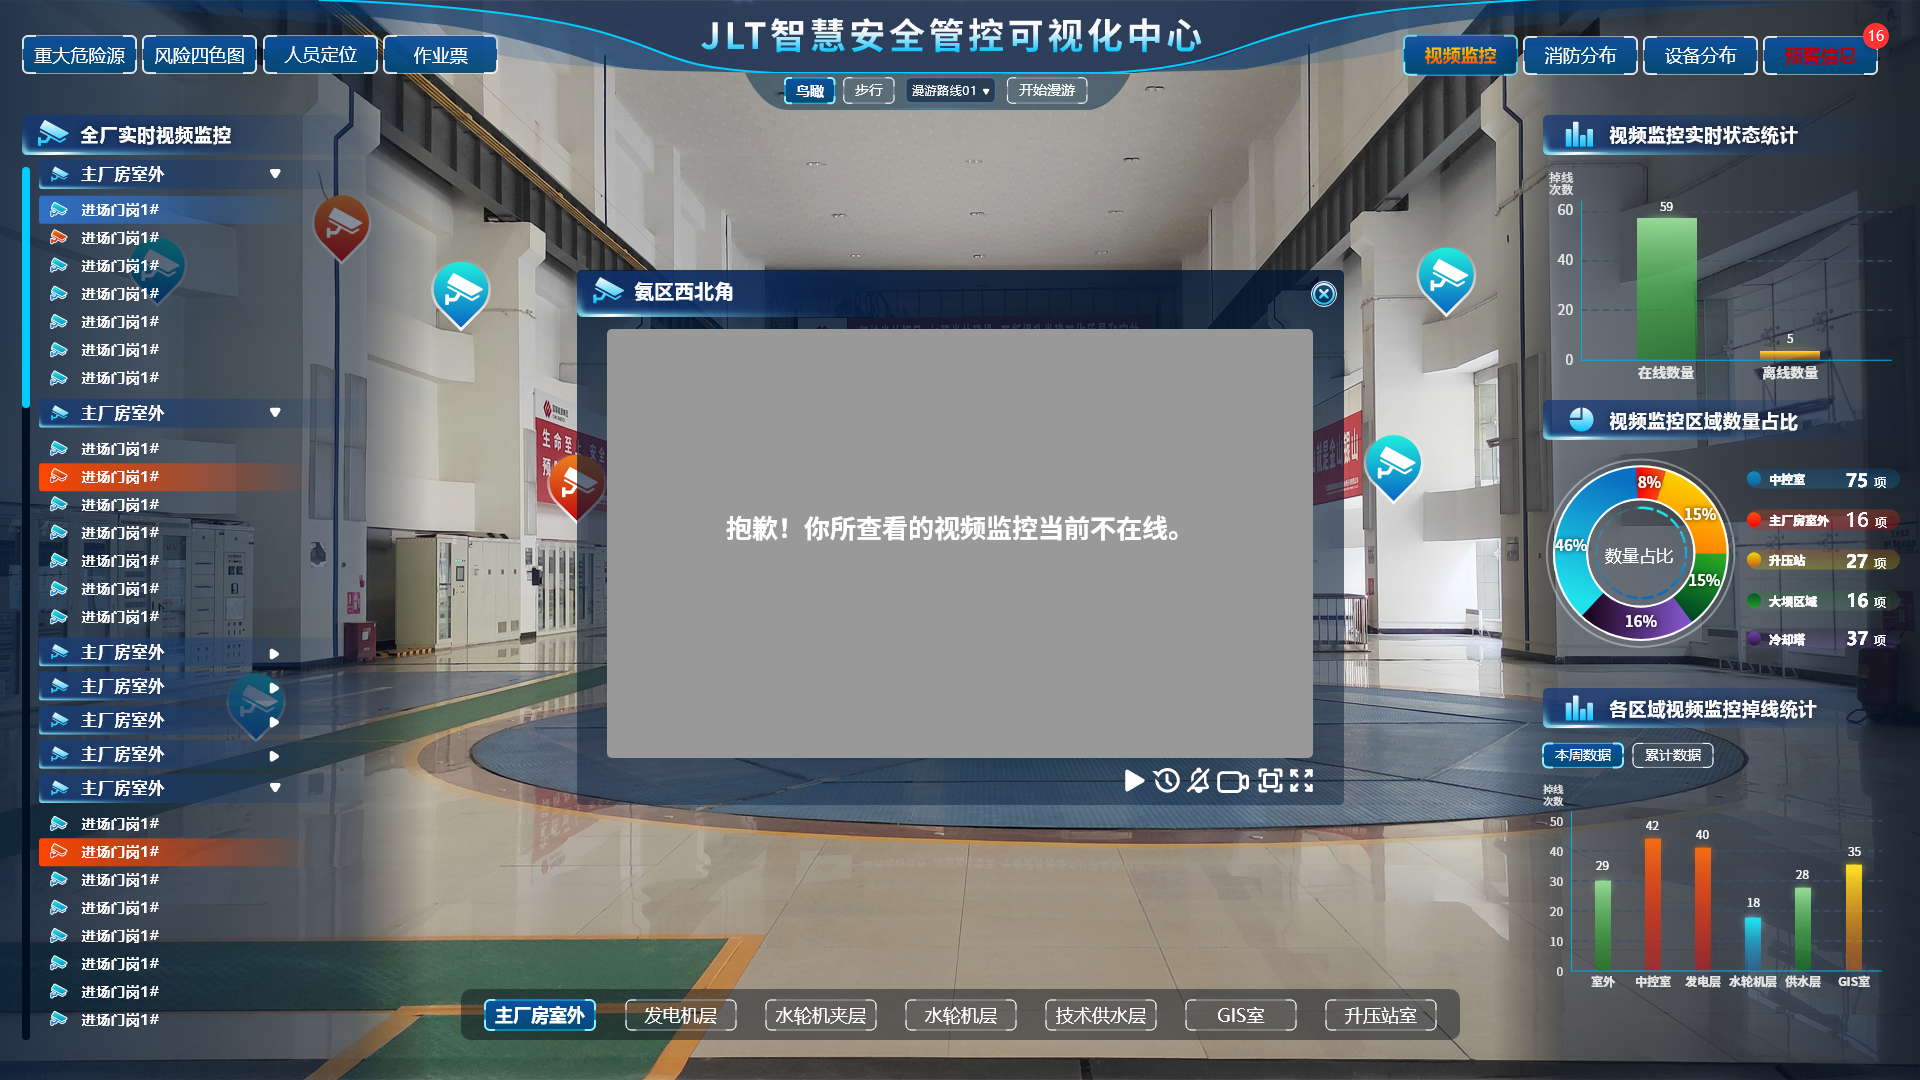 JLT智慧安全管控可视化中心
重大危险源
风险四色图
人员定位
作业票
视频监控
消防分布
设备分布
预警信息
16
鸟瞰
步行
漫游路线01
开始漫游
全厂实时视频监控
主厂房室外
进场门岗1#
进场门岗1#
进场门岗1#
进场门岗1#
进场门岗1#
进场门岗1#
进场门岗1#
主厂房室外
进场门岗1#
进场门岗1#
进场门岗1#
进场门岗1#
进场门岗1#
进场门岗1#
进场门岗1#
主厂房室外
主厂房室外
主厂房室外
主厂房室外
主厂房室外
进场门岗1#
进场门岗1#
进场门岗1#
进场门岗1#
进场门岗1#
进场门岗1#
进场门岗1#
进场门岗1#
生命至上 安全
氨区西北角
抱歉！你所查看的视频监控当前不在线。
视频监控实时状态统计
掉线
次数
60
40
20
0
59
5
在线数量
离线数量
视频监控区域数量占比
8%
15%
15%
16%
46%
数量占比
中控室 75 项
主厂房室外 16 项
升压站 27 项
大坝区域 16 项
冷却塔 37 项
各区域视频监控掉线统计
本周数据
累计数据
掉线
次数
50
40
30
20
10
0
29
42
40
18
28
35
室外
中控室
发电层
水轮机层
供水层
GIS室
主厂房室外
发电机层
水轮机夹层
水轮机层
技术供水层
GIS室
升压站室